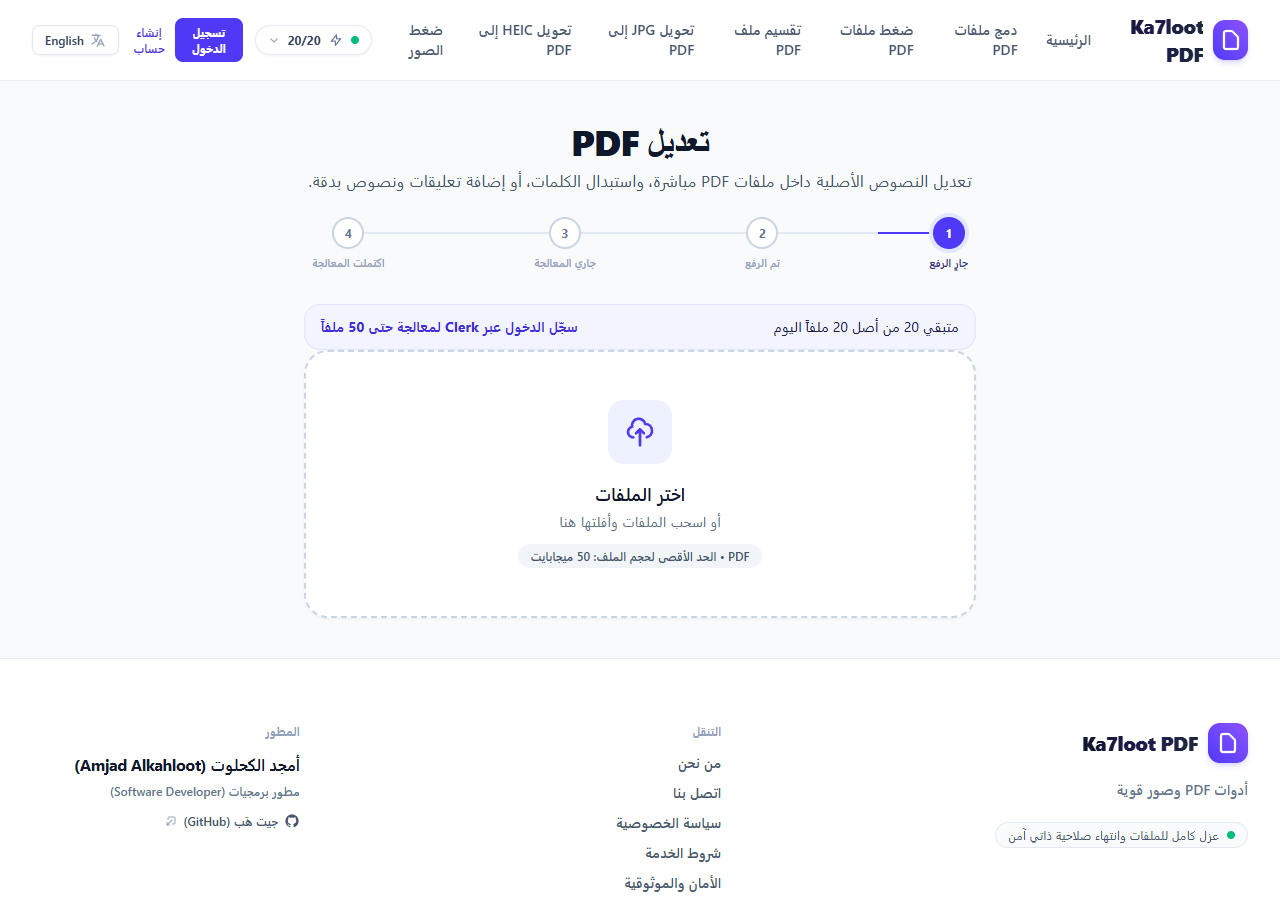 Ka7loot
PDF
الرئيسية
دمج ملفات
PDF
ضغط ملفات
PDF
تقسيم ملف
PDF
تحويل JPG إلى
PDF
تحويل HEIC إلى
PDF
ضغط
الصور
20/20
تسجيل
الدخول
إنشاء
حساب
English
تعديل PDF
تعديل النصوص الأصلية داخل ملفات PDF مباشرة، واستبدال الكلمات، أو إضافة تعليقات ونصوص بدقة.
1
2
3
4
جارٍ الرفع
تم الرفع
جاري المعالجة
اكتملت المعالجة
متبقي 20 من أصل 20 ملفاً اليوم
سجّل الدخول عبر Clerk لمعالجة حتى 50 ملفاً
اختر الملفات
أو اسحب الملفات وأفلتها هنا
PDF • الحد الأقصى لحجم الملف: 50 ميجابايت
Ka7loot PDF
أدوات PDF وصور قوية
عزل كامل للملفات وانتهاء صلاحية ذاتي آمن
التنقل
من نحن
اتصل بنا
سياسة الخصوصية
شروط الخدمة
الأمان والموثوقية
المطور
أمجد الكحلوت (Amjad Alkahloot)
مطور برمجيات (Software Developer)
جيت هَب (GitHub)